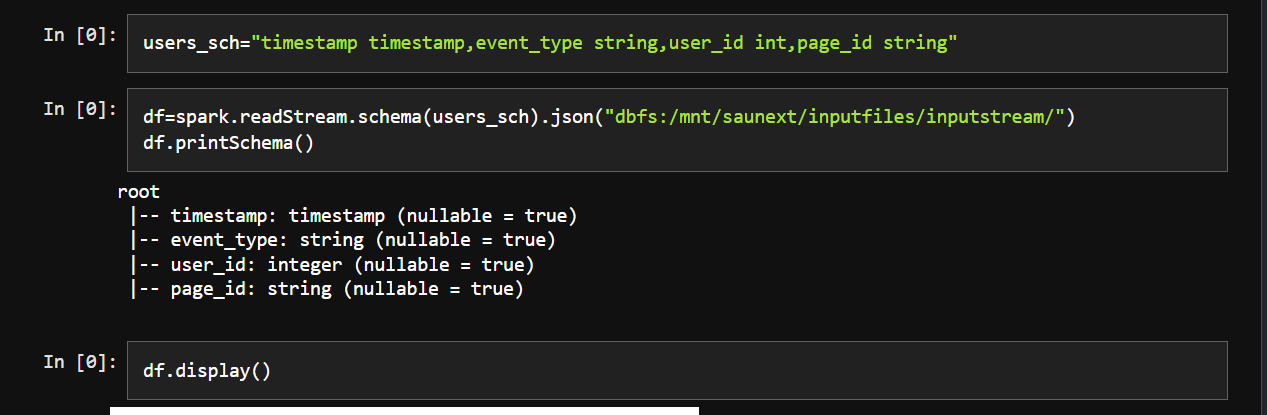 In [0]: users_sch="timestamp timestamp,event_type string,user_id int,page_id string"
In [0]: df=spark.readStream.schema(users_sch).json("dbfs:/mnt/saunext/inputfiles/inputstream/")
df.printSchema()
root
 |-- timestamp: timestamp (nullable = true)
 |-- event_type: string (nullable = true)
 |-- user_id: integer (nullable = true)
 |-- page_id: string (nullable = true)
In [0]: df.display()